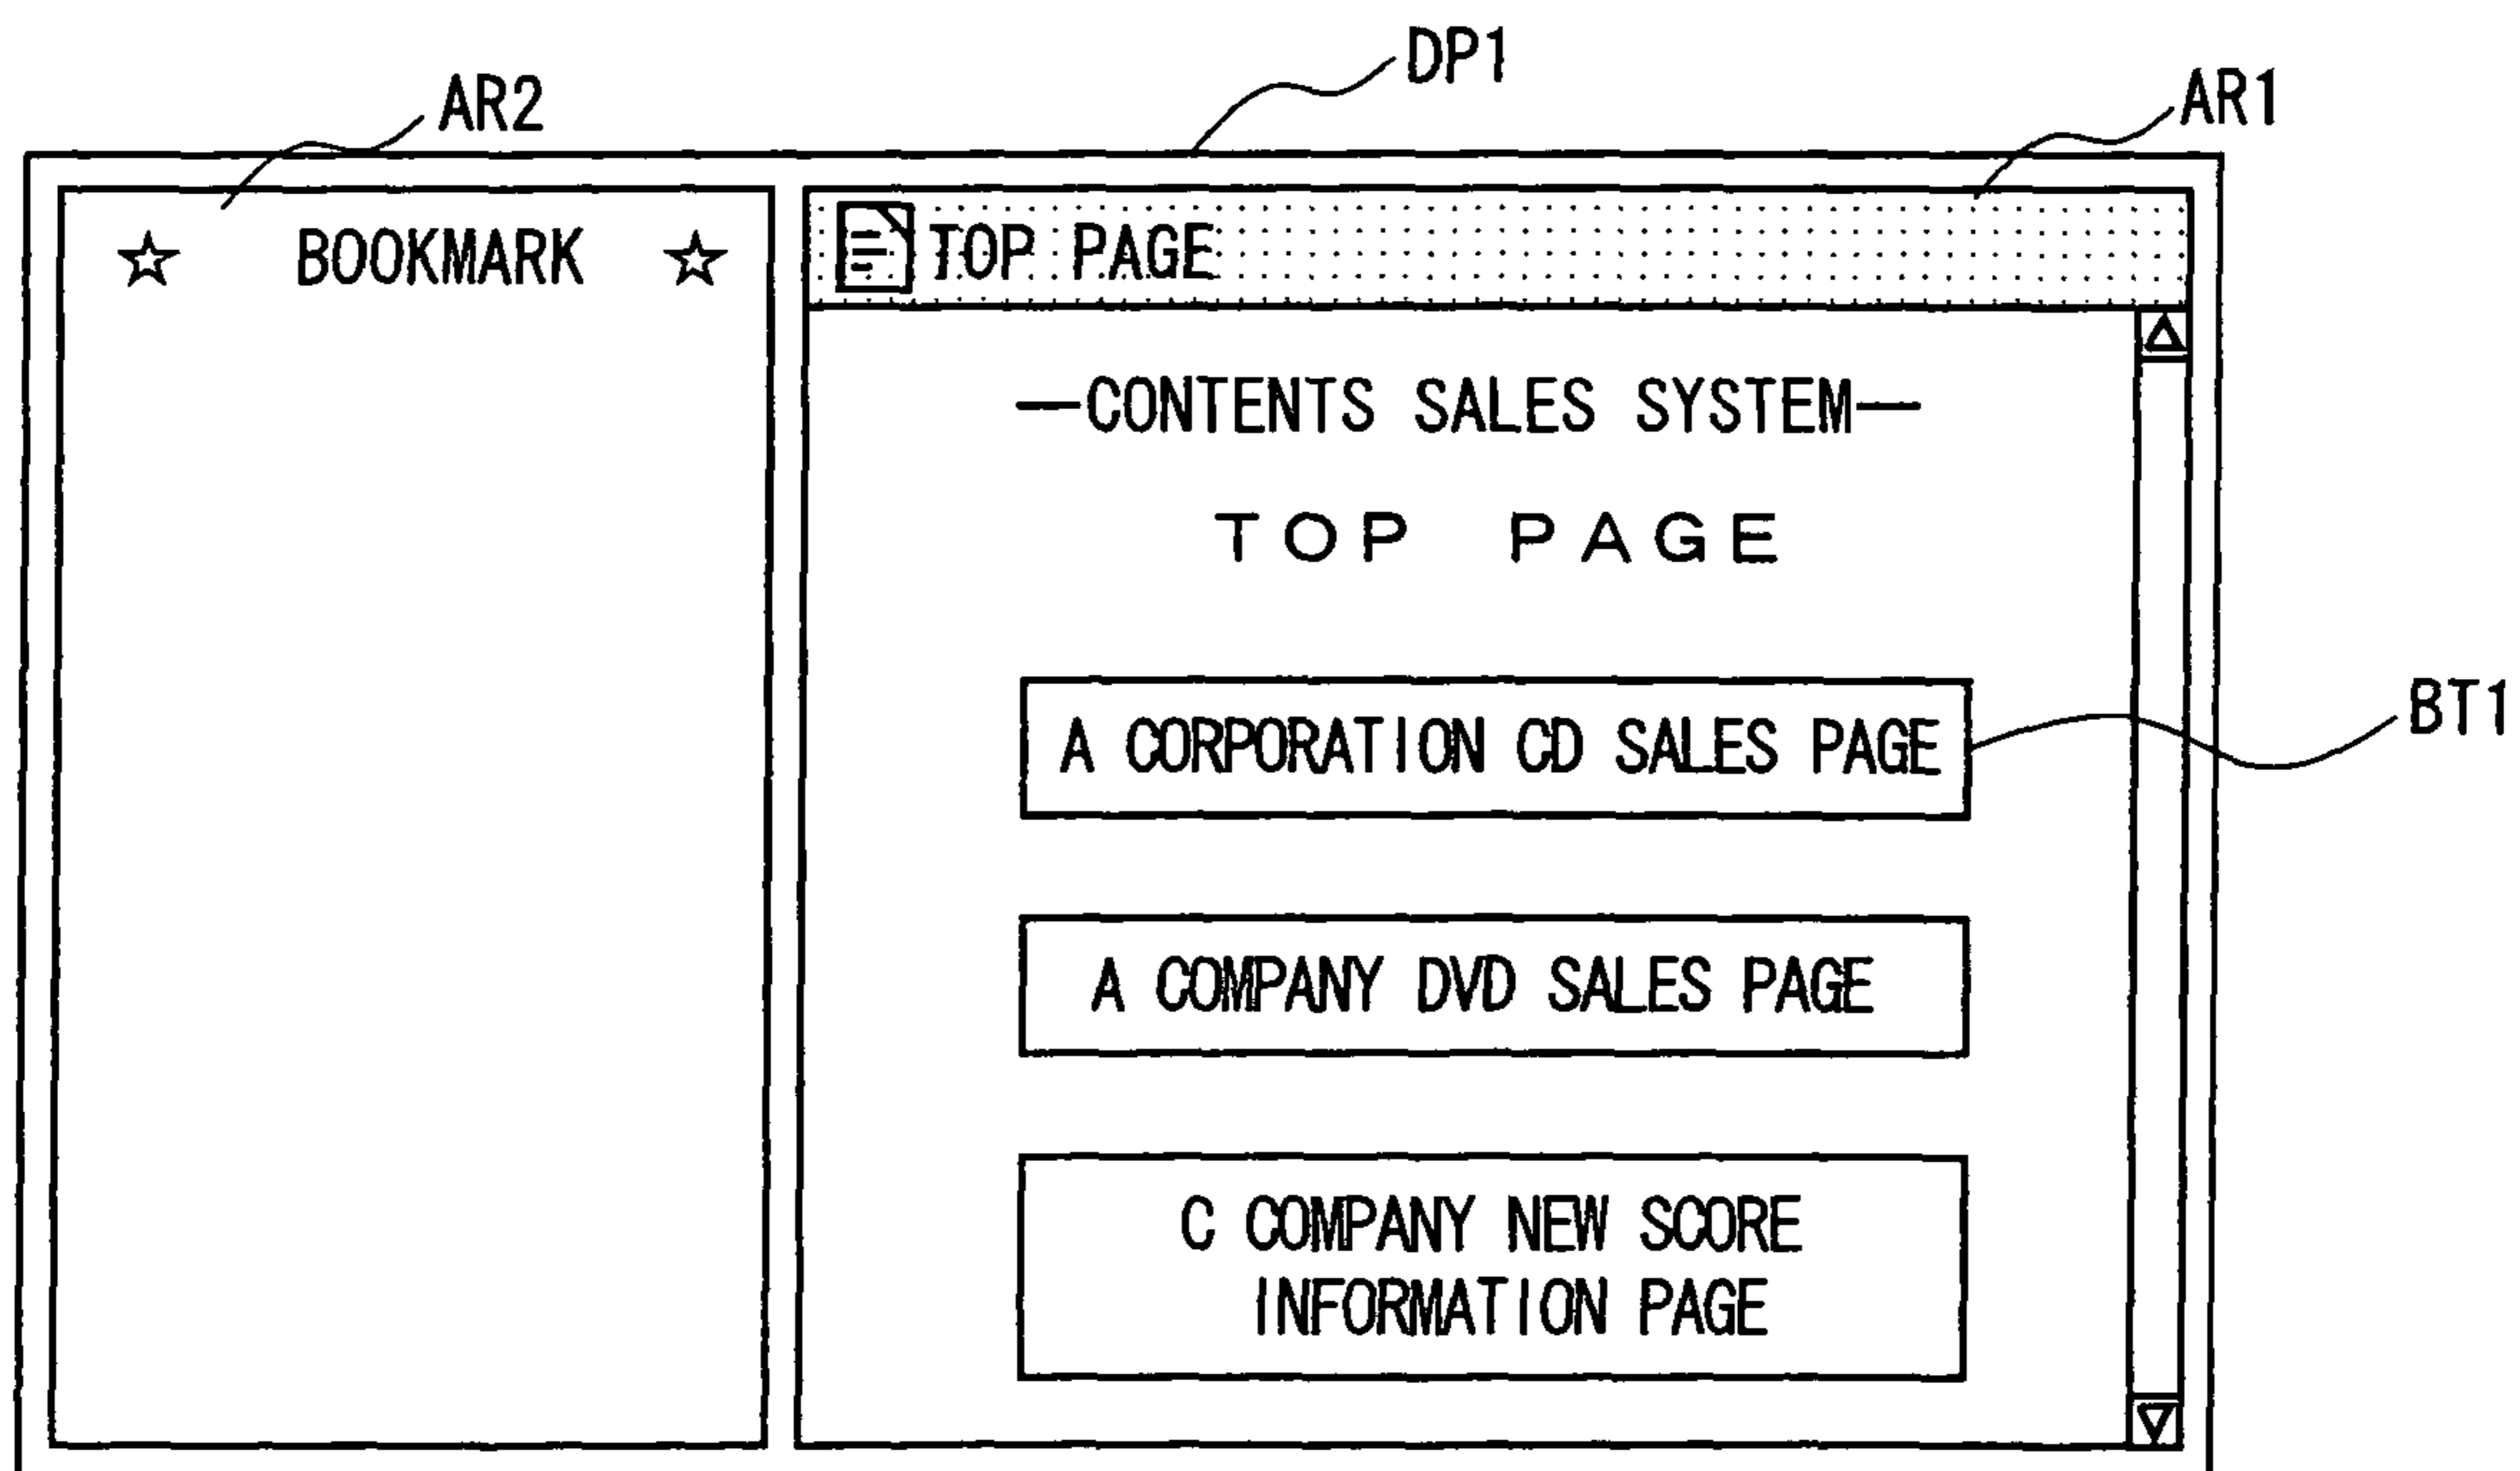 DP1
AR2
AR1
☆ BOOKMARK ☆
TOP PAGE
—CONTENTS SALES SYSTEM—
TOP PAGE
A CORPORATION CD SALES PAGE
BT1
A COMPANY DVD SALES PAGE
C COMPANY NEW SCORE
INFORMATION PAGE